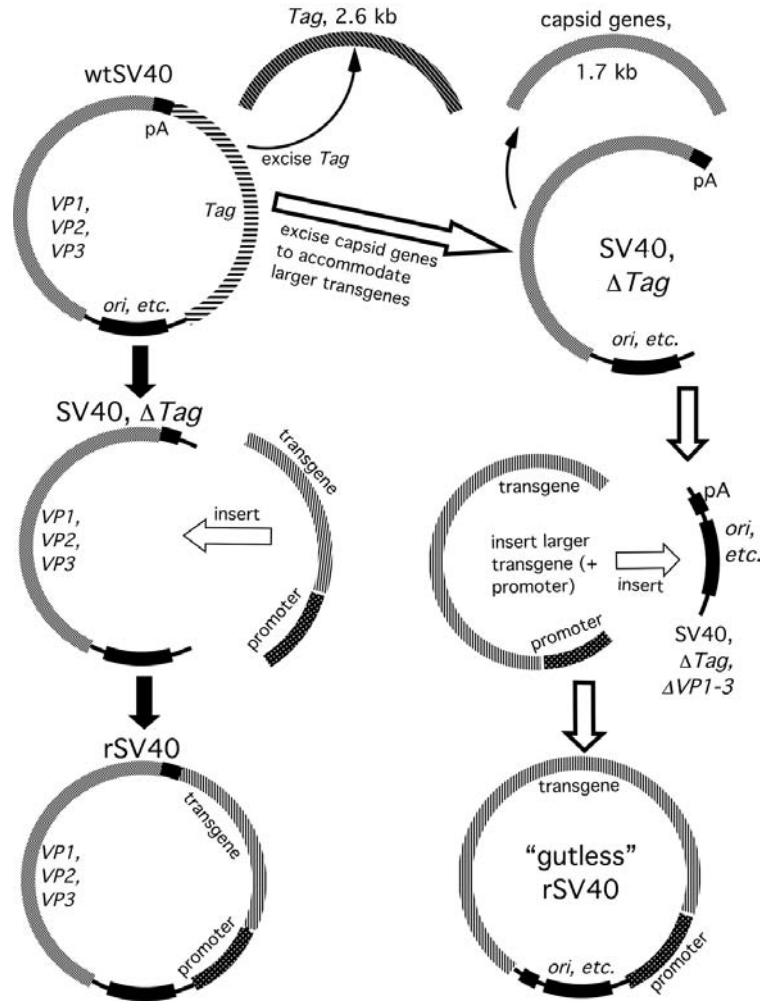 Tag, 2.6 kb
capsid genes,
1.7 kb
wtSV40
pA
excise Tag
VP1,
VP2,
VP3
Tag
ori, etc.
excise capsid genes
to accommodate
larger transgenes
pA
SV40,
ΔTag
ori, etc.
SV40, ΔTag
VP1,
VP2,
VP3
insert
transgene
promoter
transgene
insert larger
transgene (+
promoter)
insert
promoter
pA
ori,
etc.
SV40,
ΔTag,
ΔVP1-3
rSV40
VP1,
VP2,
VP3
transgene
promoter
transgene
“gutless”
rSV40
ori, etc.
promoter